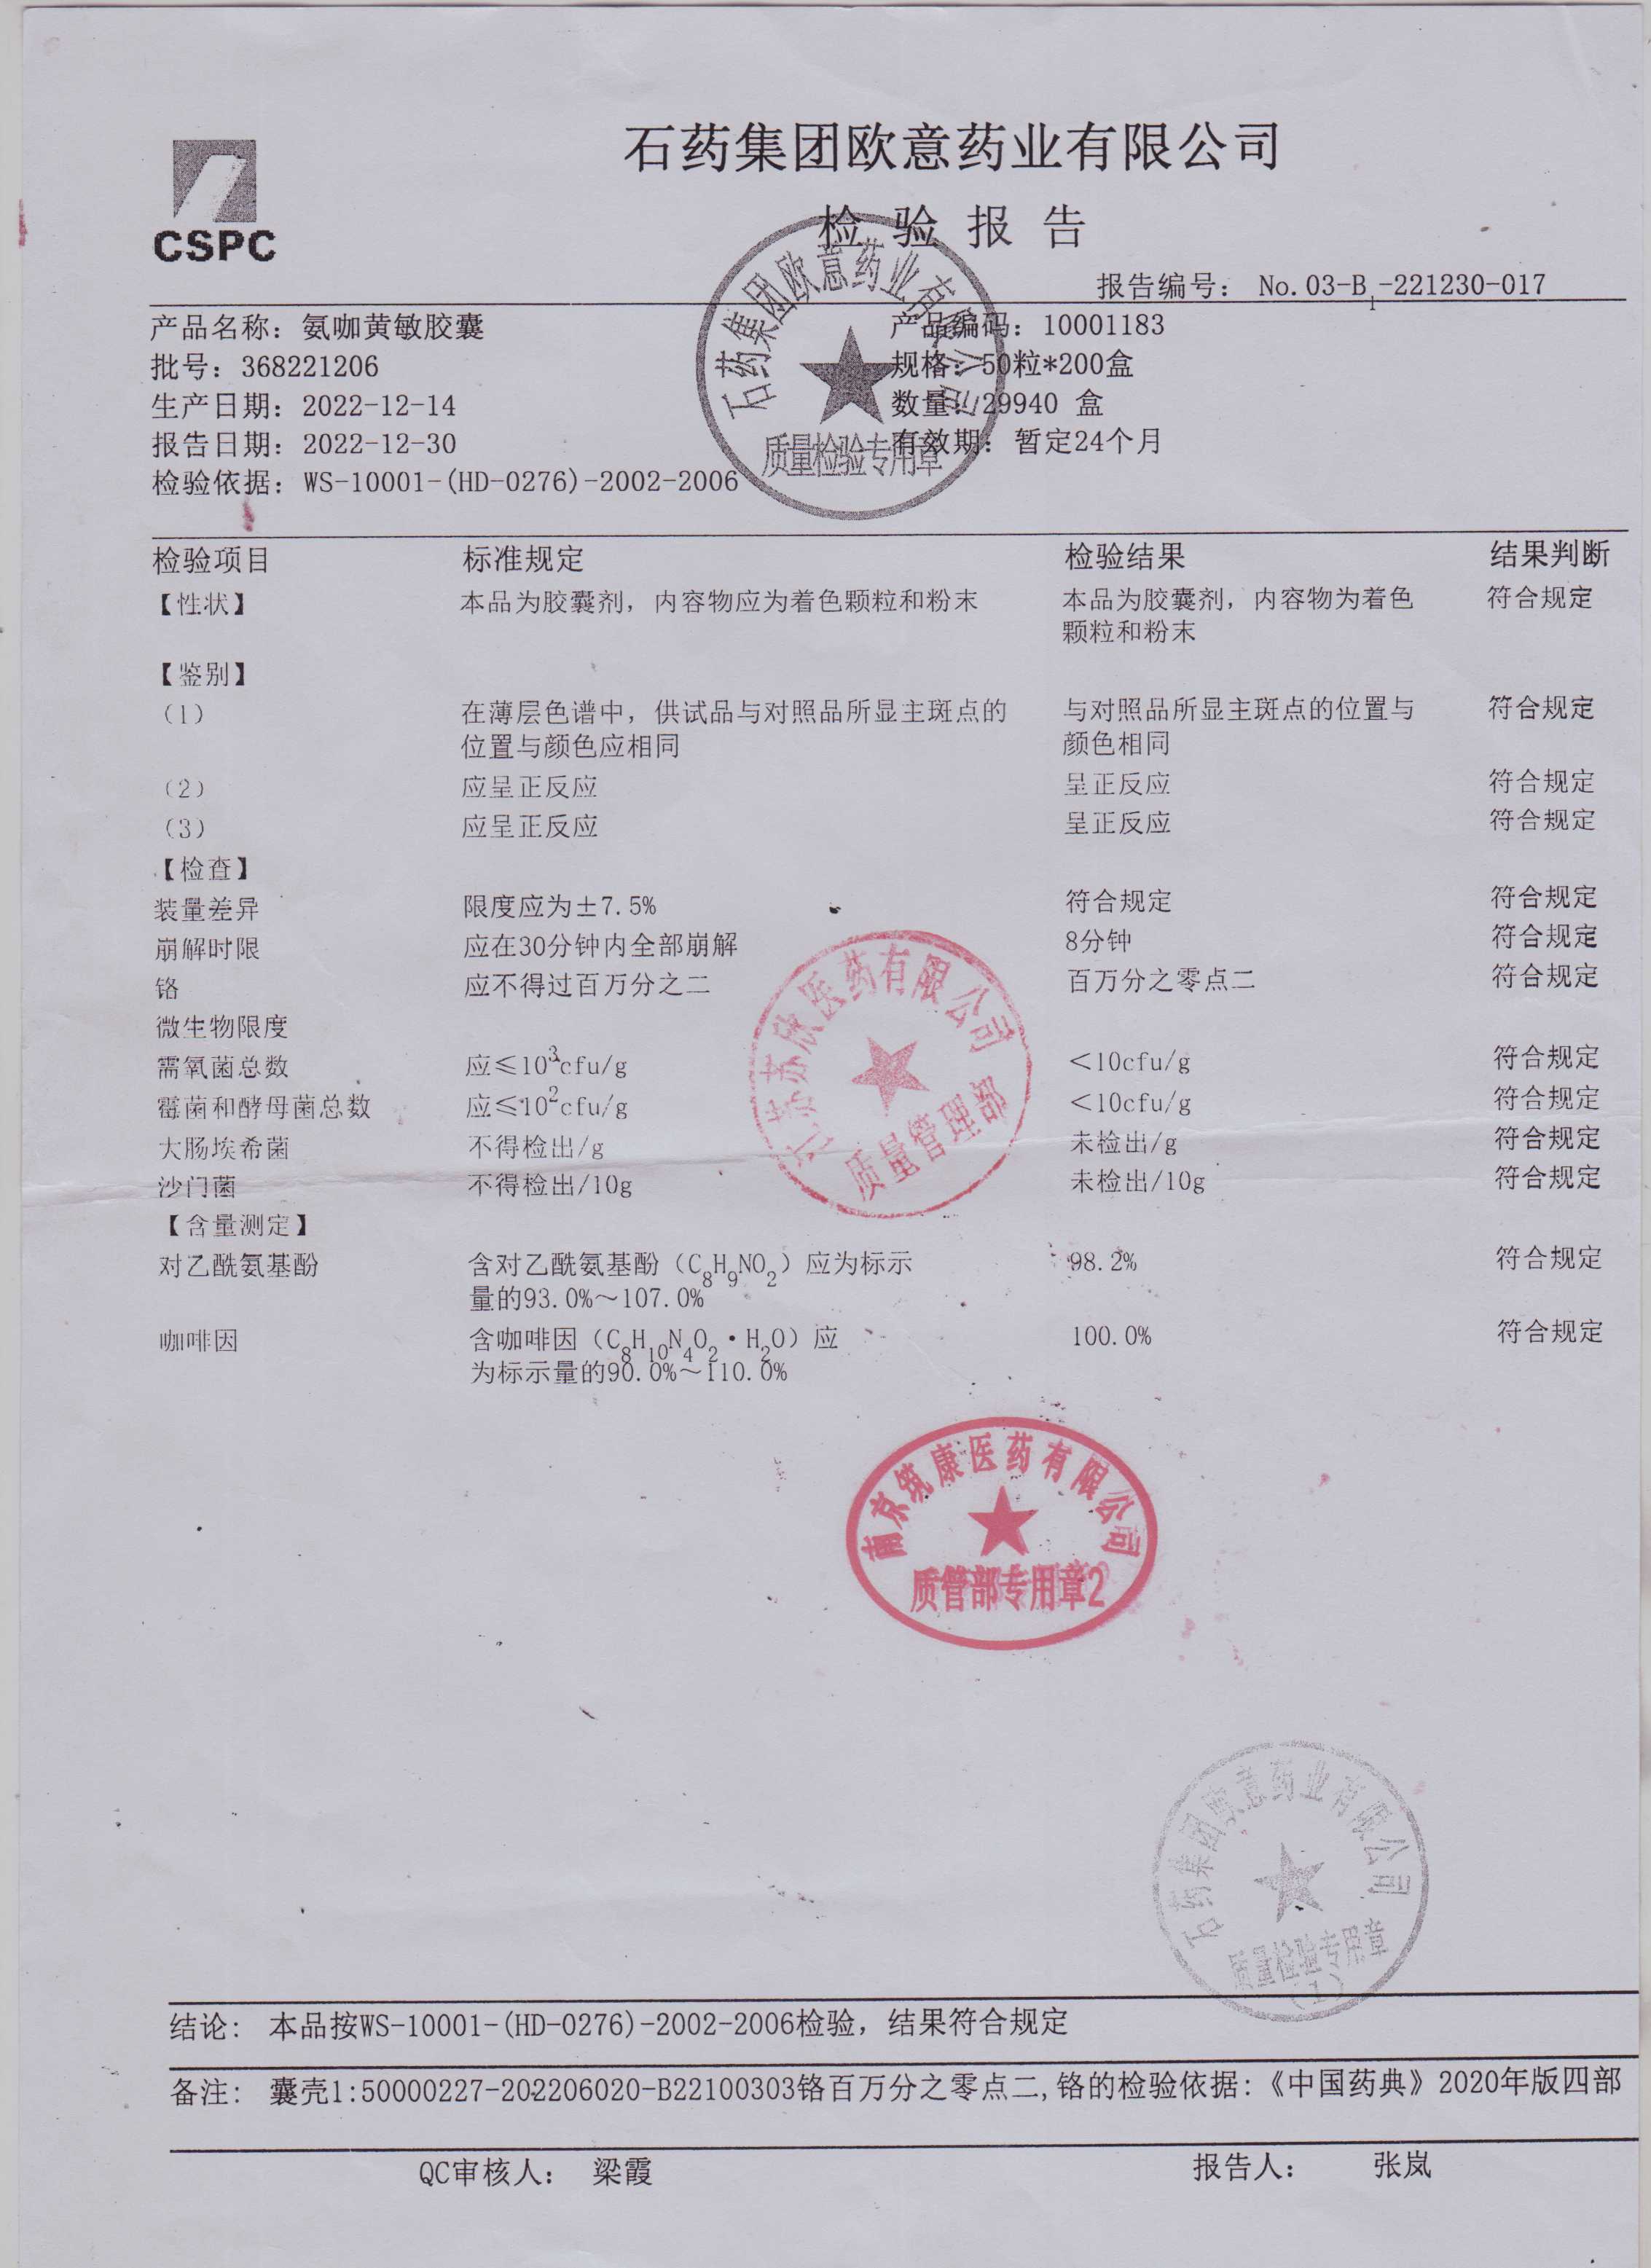 CSPC
石药集团欧意药业有限公司
检验报告
报告编号: No.03-B1-221230-017
产品名称: 氨咖黄敏胶囊 产品编码: 10001183
批号: 368221206 规格: 50粒*200盒
生产日期: 2022-12-14 数量: 29940 盒
报告日期: 2022-12-30 有效期: 暂定24个月
检验依据: WS-10001-(HD-0276)-2002-2006
石药集团欧意药业有限公司
质量检验专用章
检验项目 标准规定 检验结果 结果判断
【性状】 本品为胶囊剂，内容物应为着色颗粒和粉末 本品为胶囊剂，内容物为着色 符合规定
颗粒和粉末
【鉴别】
(1) 在薄层色谱中，供试品与对照品所显主斑点的 与对照品所显主斑点的位置与 符合规定
位置与颜色应相同 颜色相同
(2) 应呈正反应 呈正反应 符合规定
(3) 应呈正反应 呈正反应 符合规定
【检查】
装量差异 限度应为±7.5% 符合规定 符合规定
崩解时限 应在30分钟内全部崩解 8分钟 符合规定
铬 应不得过百万分之二 百万分之零点二 符合规定
微生物限度
需氧菌总数 应≤10³cfu/g <10cfu/g 符合规定
霉菌和酵母菌总数 应≤10²cfu/g <10cfu/g 符合规定
大肠埃希菌 不得检出/g 未检出/g 符合规定
沙门菌 不得检出/10g 未检出/10g 符合规定
江苏苏欣医药有限公司
质量管理部
【含量测定】
对乙酰氨基酚 含对乙酰氨基酚（C₈H₉NO₂）应为标示 98.2% 符合规定
量的93.0%～107.0%
咖啡因 含咖啡因（C₈H₁₀N₄O₂·H₂O）应 100.0% 符合规定
为标示量的90.0%～110.0%
南京筑康医药有限公司
质管部专用章2
石药集团欧意药业有限公司
质量检验专用章
(1)
结论: 本品按WS-10001-(HD-0276)-2002-2006检验，结果符合规定
备注: 囊壳1:50000227-202206020-B22100303铬百万分之零点二,铬的检验依据:《中国药典》2020年版四部
QC审核人: 梁霞 报告人: 张岚